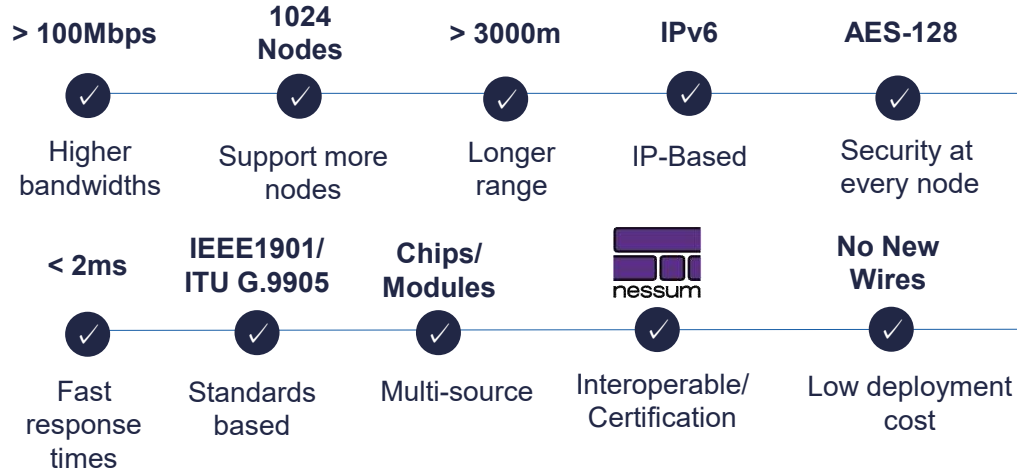 > 100Mbps
1024
Nodes
> 3000m
IPv6
AES-128
Higher
bandwidths
Support more
nodes
Longer
range
IP-Based
Security at
every node
< 2ms
IEEE1901/
ITU G.9905
Chips/
Modules
nessum
No New
Wires
Fast
response
times
Standards
based
Multi-source
Interoperable/
Certification
Low deployment
cost